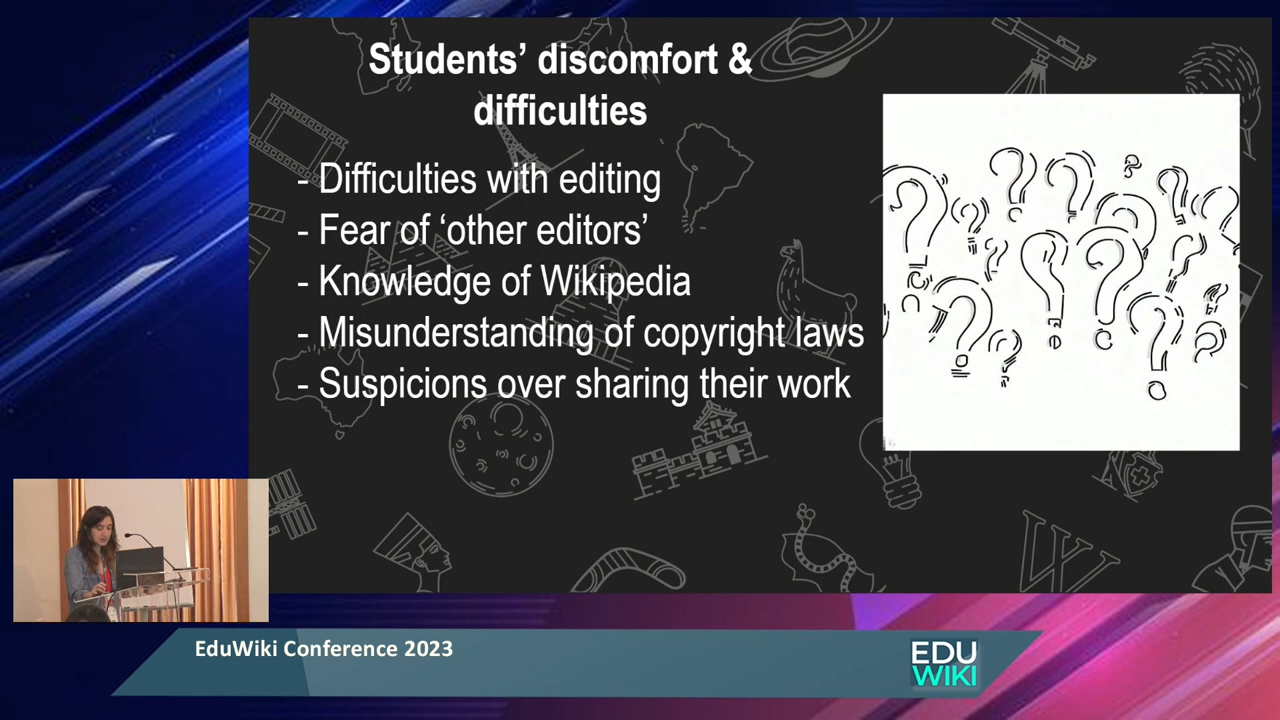 Students’ discomfort &
difficulties
- Difficulties with editing
- Fear of ‘other editors’
- Knowledge of Wikipedia
- Misunderstanding of copyright laws
- Suspicions over sharing their work
EduWiki Conference 2023
EDU
WIKI